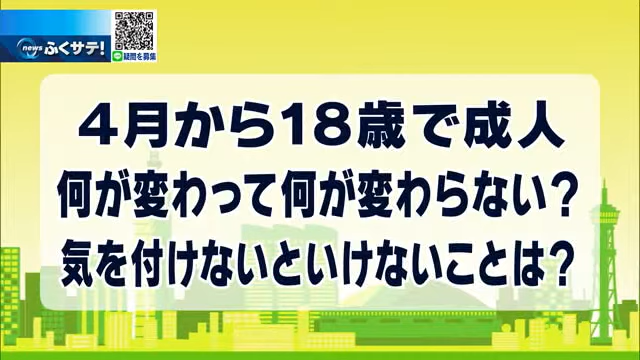 news ふくサテ!
疑問を募集
4月から18歳で成人
何が変わって何が変わらない?
気を付けないといけないことは?